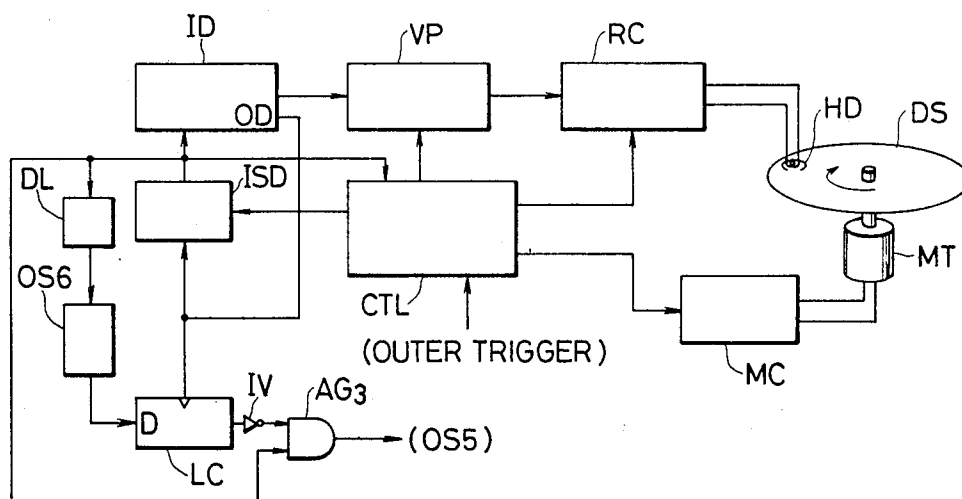 ID
VP
RC
OD
HD
DS
DL
ISD
OS6
MT
CTL
(OUTER TRIGGER)
MC
IV
AG3
D
(OS5)
LC